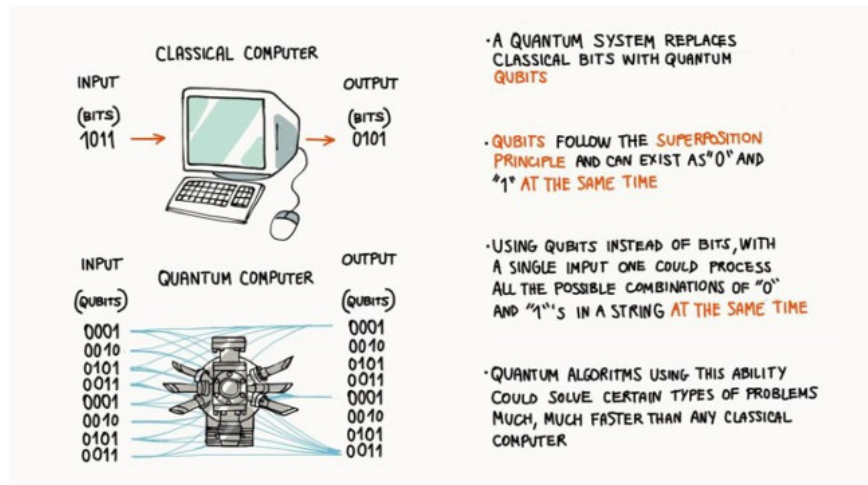 CLASSICAL COMPUTER
INPUT
OUTPUT
(BITS)
1011
(BITS)
0101
QUANTUM COMPUTER
INPUT
OUTPUT
(QUBITS)
0001
0010
0101
0011
0001
0010
0101
0011
(QUBITS)
0001
0010
0101
0011
0001
0010
0101
0011
·A QUANTUM SYSTEM REPLACES
CLASSICAL BITS WITH QUANTUM
QUBITS
·QUBITS FOLLOW THE SUPERPOSITION
PRINCIPLE AND CAN EXIST AS "0" AND
"1" AT THE SAME TIME
·USING QUBITS INSTEAD OF BITS, WITH
A SINGLE IMPUT ONE COULD PROCESS
ALL THE POSSIBLE COMBINATIONS OF "0"
AND "1"'S IN A STRING AT THE SAME TIME
·QUANTUM ALGORITMS USING THIS ABILITY
COULD SOLVE CERTAIN TYPES OF PROBLEMS
MUCH, MUCH FASTER THAN ANY CLASSICAL
COMPUTER